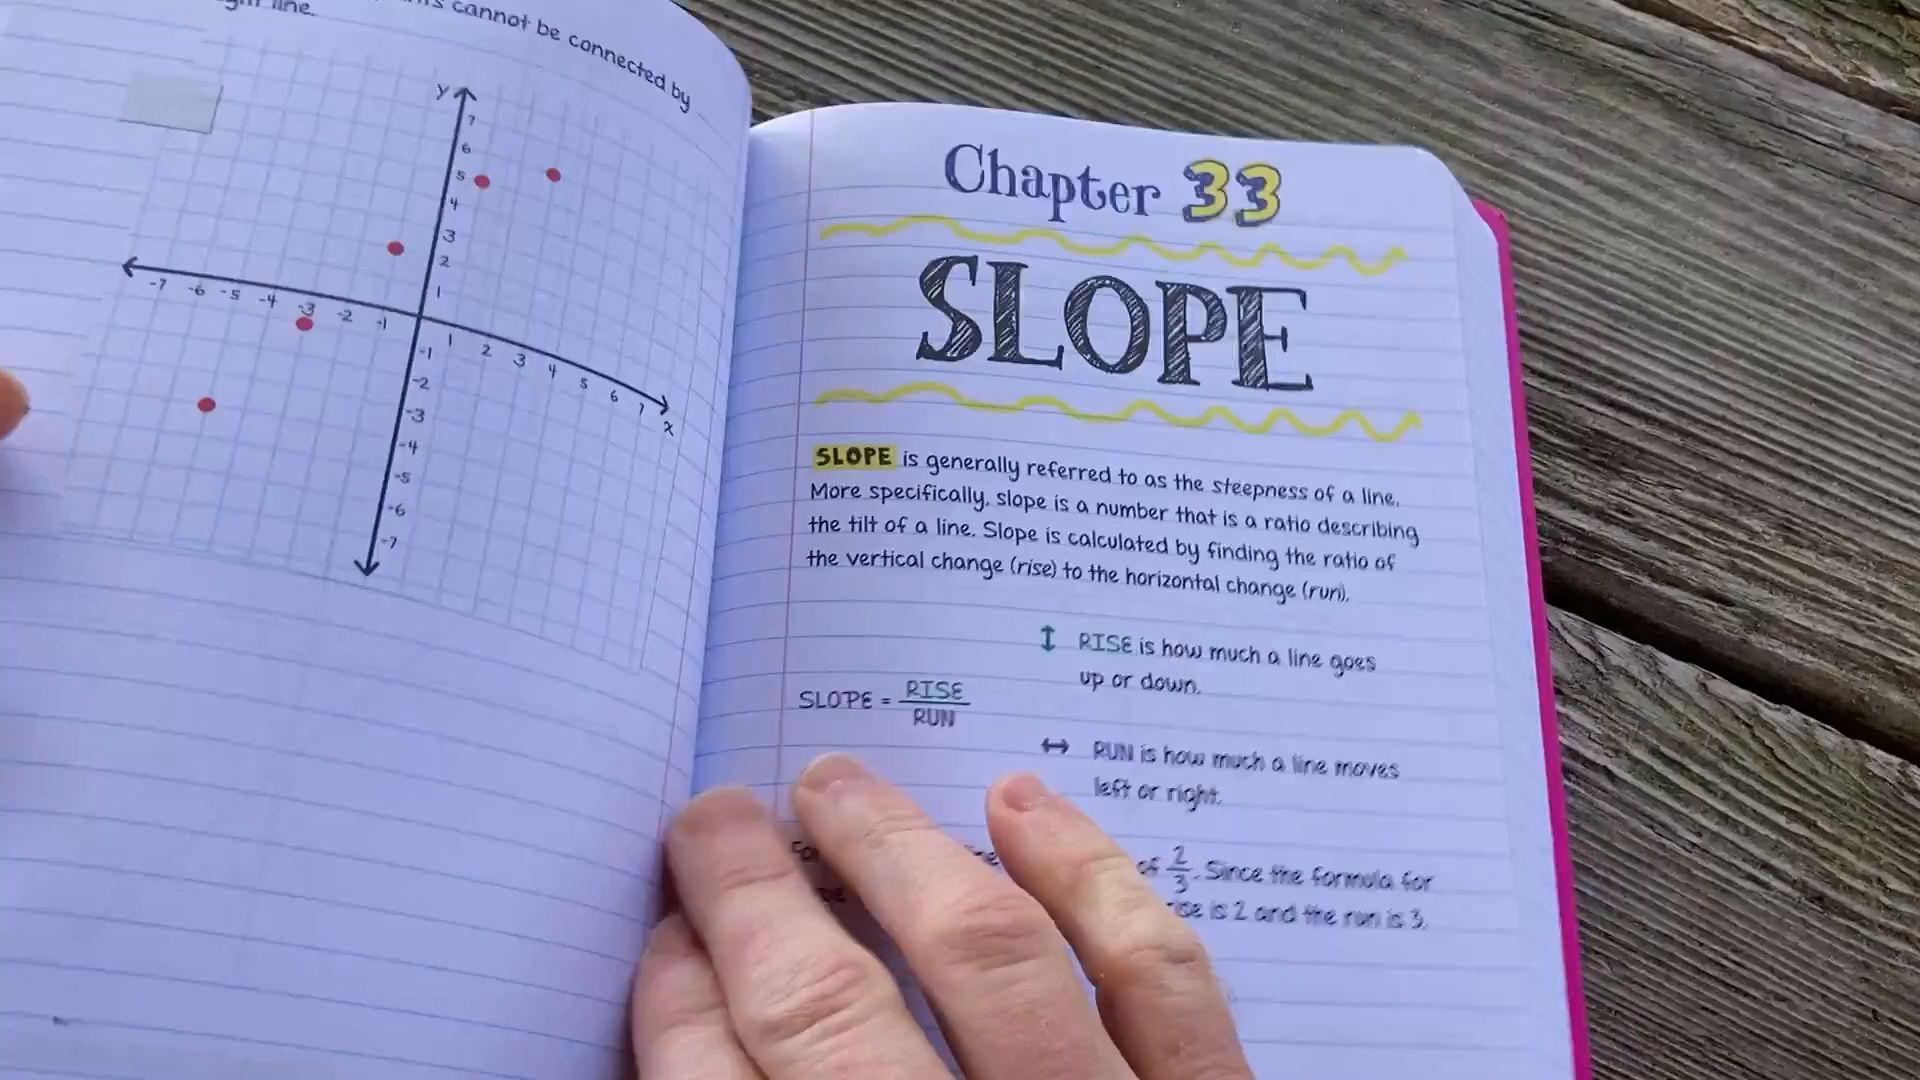 cannot be connected by
line.
y
7
6
5
4
3
2
1
-7 -6 -5 -4 -3 -2 -1
1 2 3 4 5 6 7
x
-1
-2
-3
-4
-5
-6
-7
Chapter 33
SLOPE
SLOPE is generally referred to as the steepness of a line.
More specifically, slope is a number that is a ratio describing
the tilt of a line. Slope is calculated by finding the ratio of
the vertical change (rise) to the horizontal change (run).
RISE is how much a line goes
up or down.
SLOPE = RISE
RUN
RUN is how much a line moves
left or right.
of 2/3. Since the formula for
rise is 2 and the run is 3.